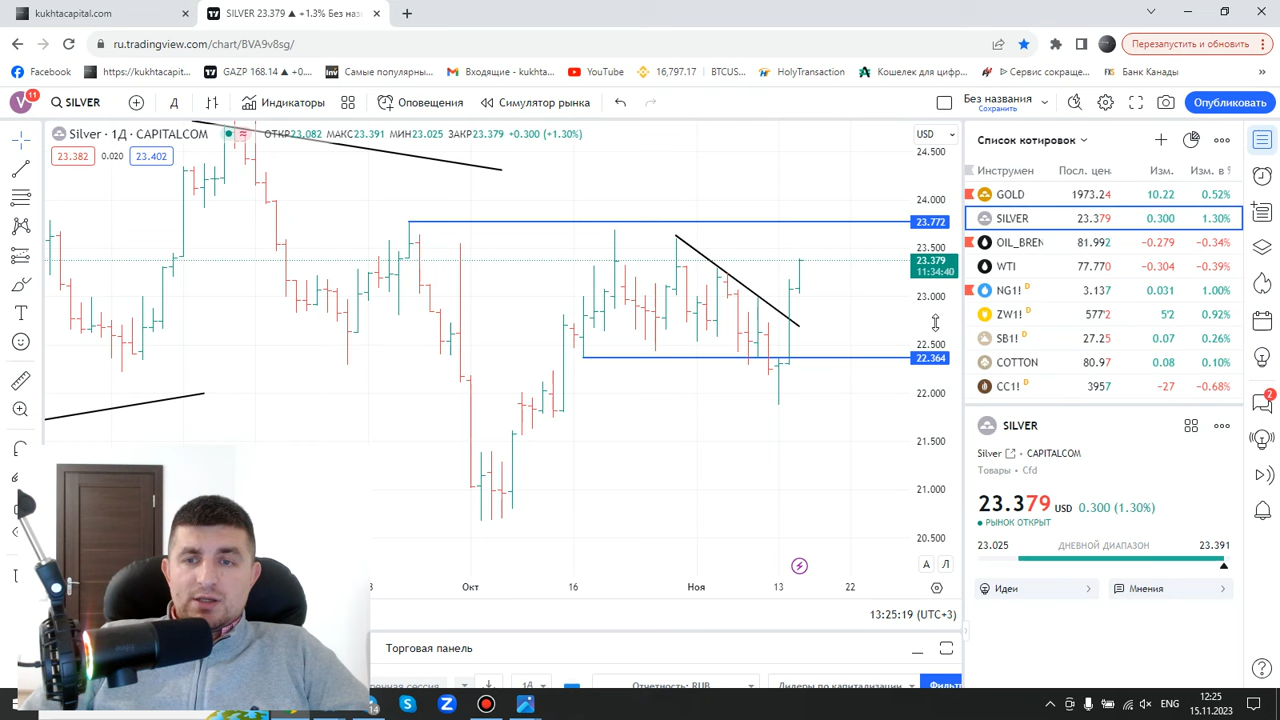 kukhtacapital.com
SILVER 23.379 ▲ +1.3% Без наз
ru.tradingview.com/chart/BVA9v8sg/
Перезапустить и обновить
Facebook
https://kukhtacapit...
GAZP 168.14 ▲ +0....
Самые популярны...
Входящие - kukhta...
YouTube
16,797.17 | BTCUS...
HolyTransaction
Кошелек для цифр...
Сервис сокраще...
Банк Канады
V
11
SILVER
Д
Индикаторы
Оповещения
Симулятор рынка
Без названия
Сохранить
Опубликовать
Silver · 1Д · CAPITALCOM
ОТКР23.082 МАКС23.391 МИН23.025 ЗАКР23.379 +0.300 (+1.30%)
USD
23.382
0.020
23.402
24.500
24.000
23.772
23.500
23.379
11:34:40
23.000
22.500
22.364
22.000
21.500
21.000
20.500
А
Л
Окт
16
Ноя
13
22
13:25:19 (UTC+3)
Торговая панель
1Д
Отчетность: RUB
Лидеры по капитализации
Список котировок
Инструмен
Посл. цен
Изм.
Изм. в %
GOLD 1973.24 10.22 0.52%
SILVER 23.379 0.300 1.30%
OIL_BREN 81.992 −0.279 −0.34%
WTI 77.770 −0.304 −0.39%
NG1! D 3.137 0.031 1.00%
ZW1! D 577'2 5'2 0.92%
SB1! D 27.25 0.07 0.26%
COTTON 80.97 0.08 0.10%
CC1! D 3957 −27 −0.68%
SILVER
Silver
CAPITALCOM
Товары • Cfd
23.379 USD 0.300 (1.30%)
РЫНОК ОТКРЫТ
23.025 ДНЕВНОЙ ДИАПАЗОН 23.391
Идеи
Мнения
2
12:25
15.11.2023